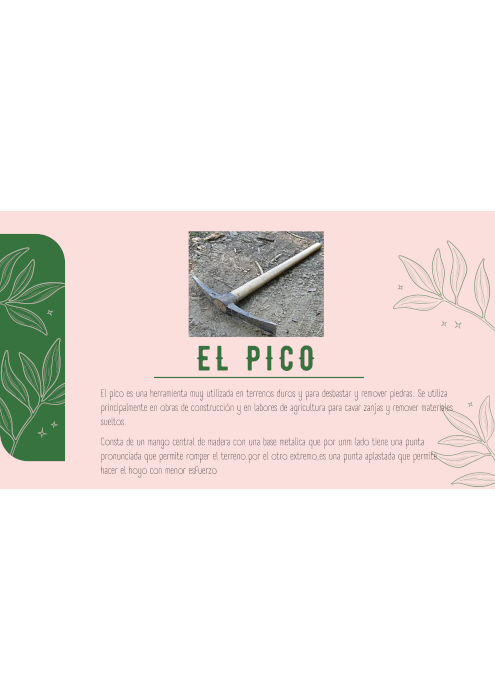 EL PICO
El pico es una herramienta muy utilizada en terrenos duros y para desbastar y remover piedras. Se utiliza
principalmente en obras de construcción y en labores de agricultura para cavar zanjas y remover materiales
sueltos.
Consta de un mango central de madera con una base metalica que por unm lado tiene una punta
pronunciada que permite romper el terreno.por el otro extremo,es una punta aplastada que permite
hacer el hoyo con menor esfuerzo